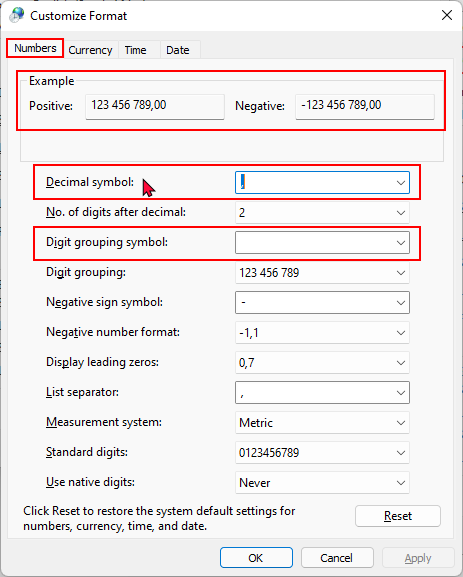 Customize Format
Numbers Currency Time Date
Example
Positive: 123 456 789,00 Negative: -123 456 789,00
Decimal symbol: ,
No. of digits after decimal: 2
Digit grouping symbol:
Digit grouping: 123 456 789
Negative sign symbol: -
Negative number format: -1,1
Display leading zeros: 0,7
List separator: ,
Measurement system: Metric
Standard digits: 0123456789
Use native digits: Never
Click Reset to restore the system default settings for
numbers, currency, time, and date.
Reset
OK Cancel Apply